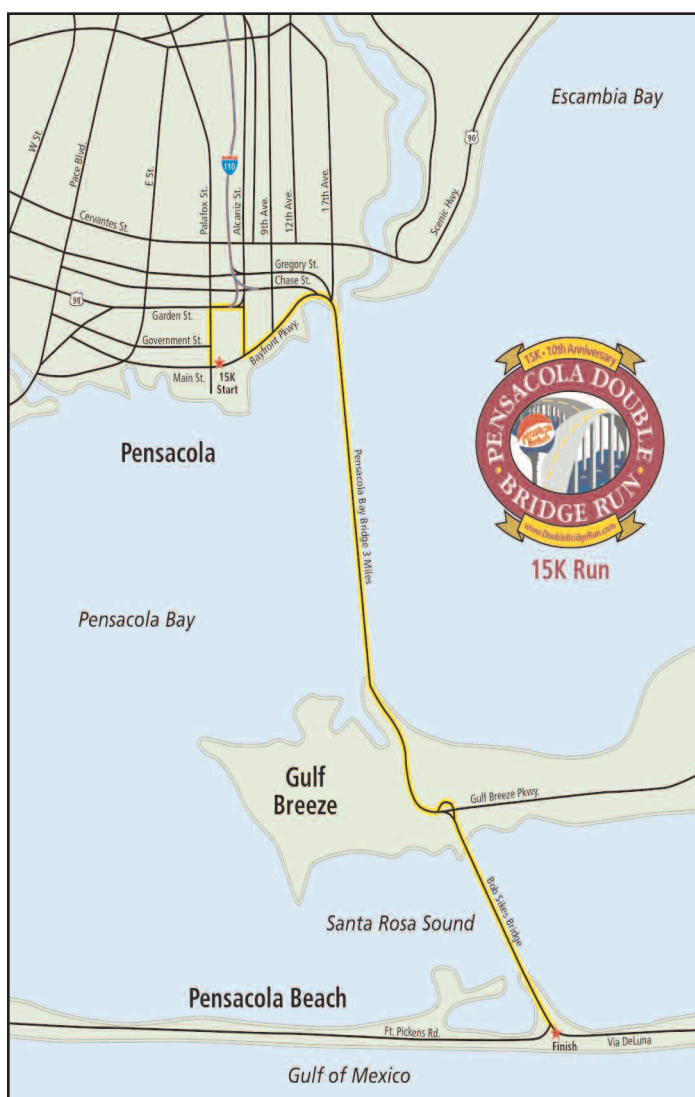 Escambia Bay
90
Scenic Hwy.
W St.
Pace Blvd.
E St.
Palafox St.
INTERSTATE
110
Alcaniz St.
9th Ave.
12th Ave.
17th Ave.
Cervantes St.
Gregory St.
Chase St.
98
Garden St.
Government St.
Bayfront Pkwy.
Main St.
15K
Start
Pensacola
15K • 10th Anniversary
PENSACOLA DOUBLE
• BRIDGE RUN •
www.DoubleBridgeRun.com
15K Run
Pensacola Bay Bridge 3 Miles
Pensacola Bay
Gulf
Breeze
Gulf Breeze Pkwy.
Bob Sikes Bridge
Santa Rosa Sound
Pensacola Beach
Ft. Pickens Rd.
Finish
Via DeLuna
Gulf of Mexico